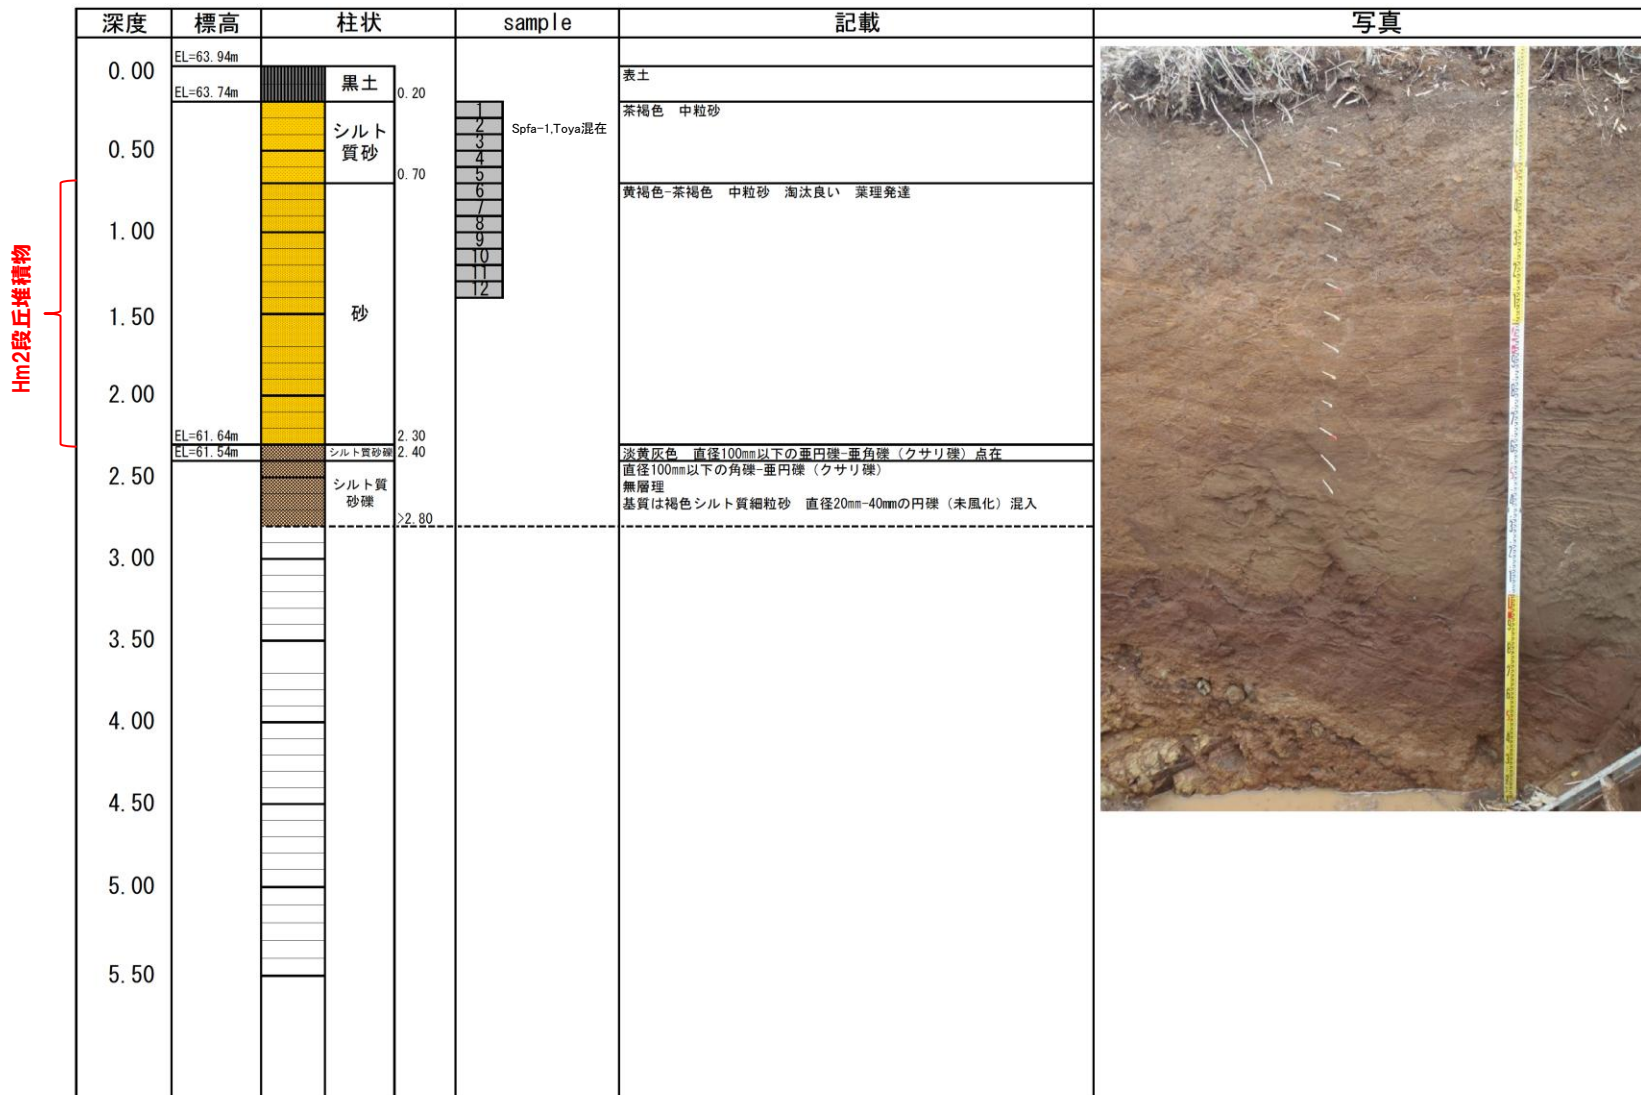 深度 標高 柱状 sample 記載 写真
EL=63.94m
0.00
黒土
表土
EL=63.74m
0.20
茶褐色 中粒砂
シルト
質砂
1
2
3
4
5
6
7
8
9
10
11
12
Spfa-1,Toya混在
0.50
0.70
黄褐色-茶褐色 中粒砂 淘汰良い 葉理発達
Hm2段丘堆積物
1.00
1.50
砂
2.00
EL=61.64m
2.30
EL=61.54m
シルト質砂礫
2.40
淡黄灰色 直径100mm以下の亜円礫-亜角礫(クサリ礫)点在
直径100mm以下の角礫-亜円礫(クサリ礫)
無層理
基質は褐色シルト質細粒砂 直径20mm-40mmの円礫(未風化)混入
2.50
シルト質
砂礫
>2.80
3.00
3.50
4.00
4.50
5.00
5.50